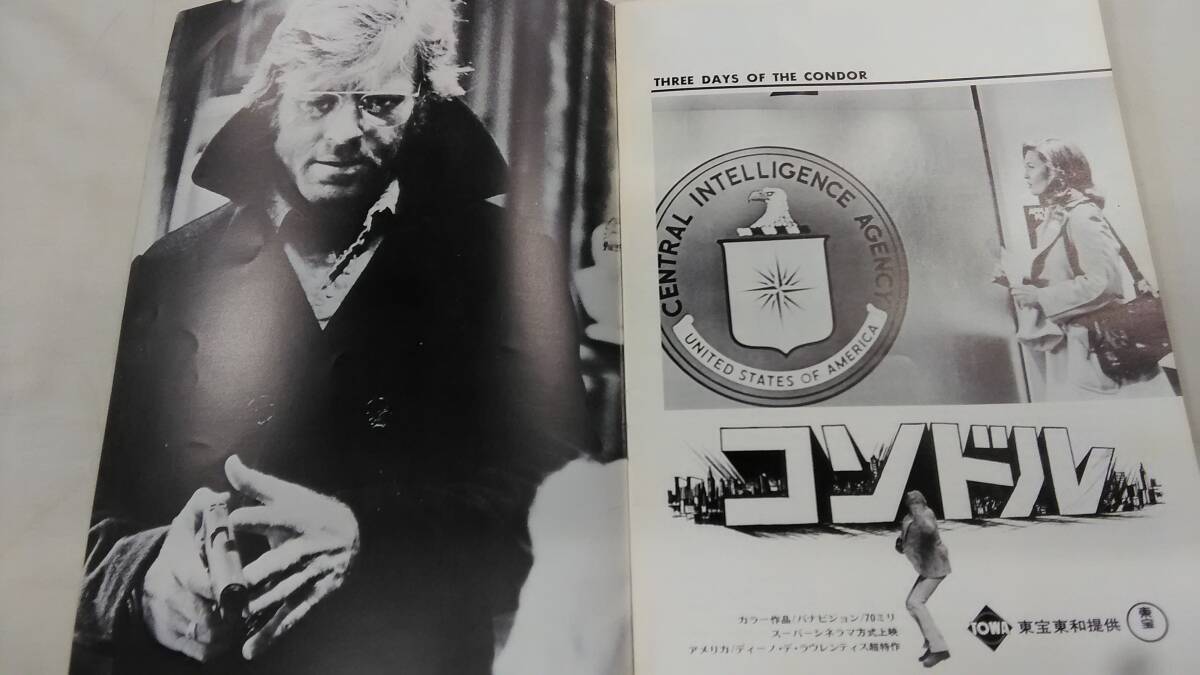 THREE DAYS OF THE CONDOR
CENTRAL INTELLIGENCE AGENCY
UNITED STATES OF AMERICA
コンドル
カラー作品/パナビジョン/70ミリ
スーパーシネラマ方式上映
アメリカ/ディーノ・デ・ラウレンティス超特作
TOWA 東宝東和提供 東宝